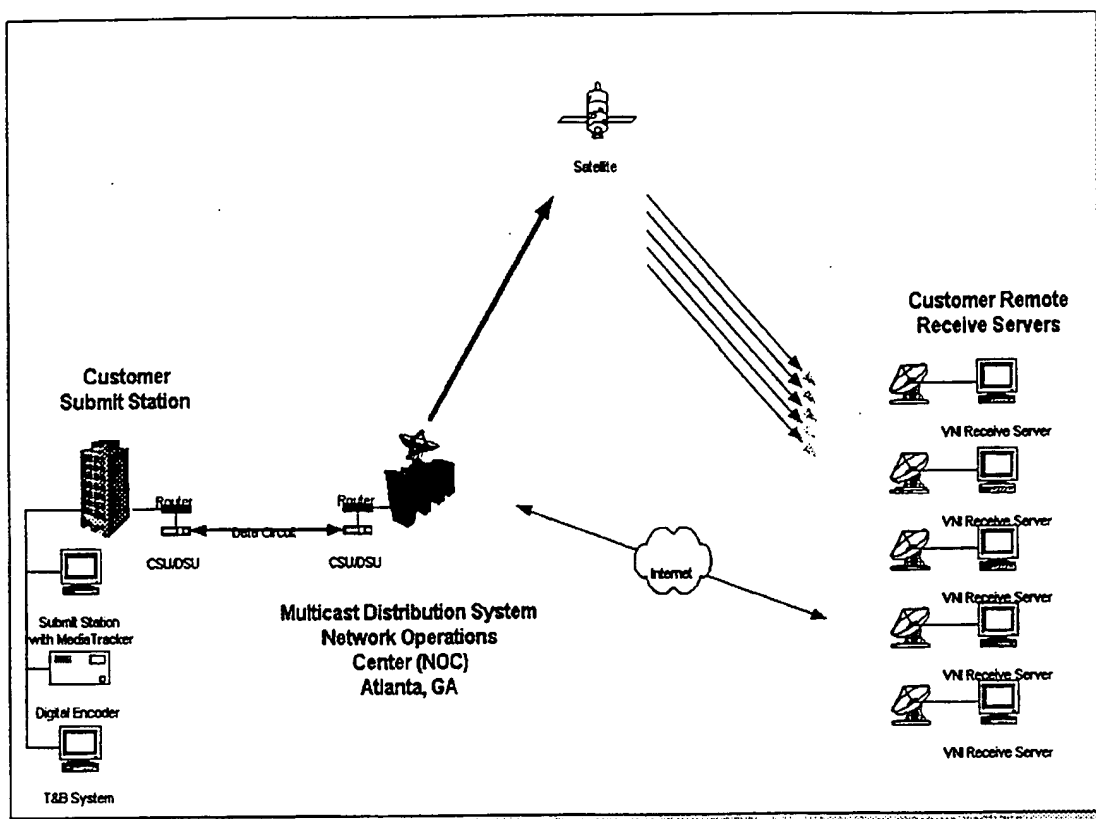 Satellite
Customer Remote
Receive Servers
Customer
Submit Station
VNI Receive Server
Router
Router
Data Circuit
CSU/DSU
CSU/DSU
VNI Receive Server
Internet
VNI Receive Server
Submit Station
with MediaTracker
Multicast Distribution System
Network Operations
Center (NOC)
Atlanta, GA
VNI Receive Server
Digital Encoder
VNI Receive Server
T&B System